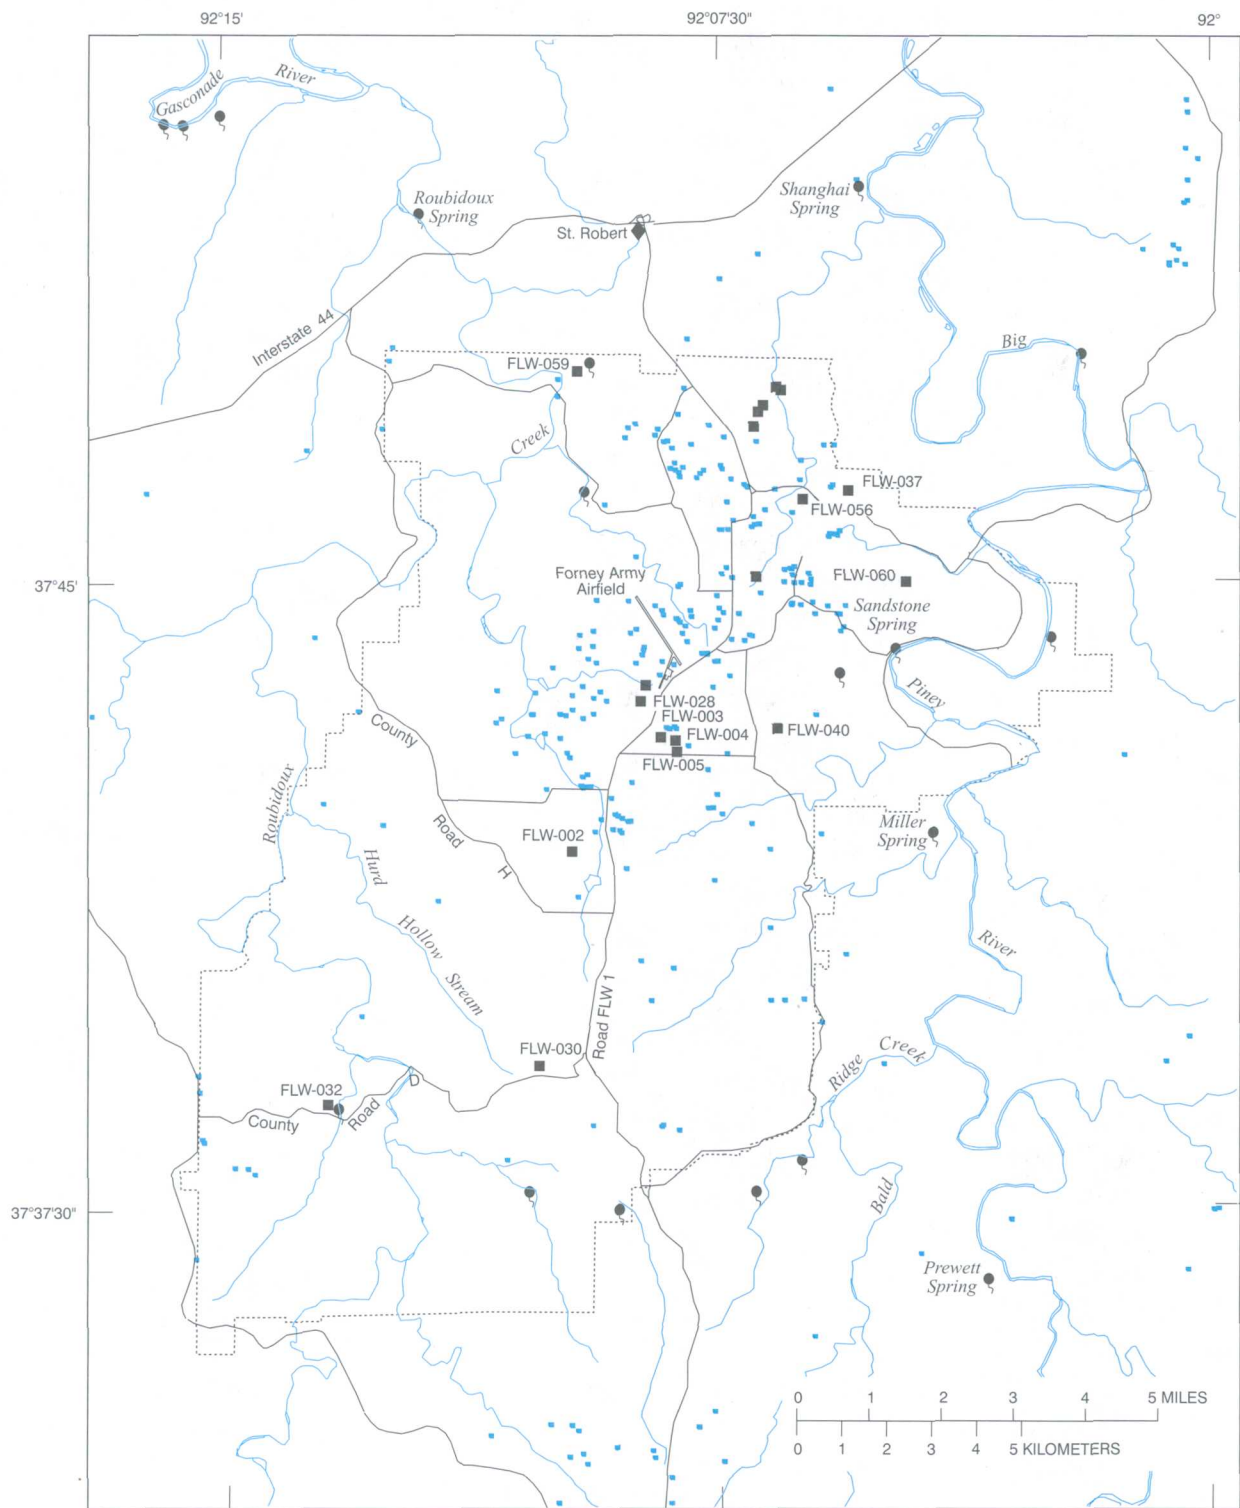 92°15'
92°07'30"
92°
Gasconade
River
Roubidoux
Spring
Shanghai
Spring
St. Robert
Interstate 44
Big
FLW-059
Creek
FLW-037
FLW-056
37°45'
Forney Army
Airfield
FLW-060
Sandstone
Spring
Piney
FLW-028
FLW-003
FLW-004
FLW-040
FLW-005
County
Roubidoux
Road
H
FLW-002
Miller
Spring
Hurd
Hollow
Stream
River
Road FLW 1
FLW-030
Ridge
Creek
FLW-032
D
County
Road
Bald
37°37'30"
Prewett
Spring
0 1 2 3 4 5 MILES
0 1 2 3 4 5 KILOMETERS